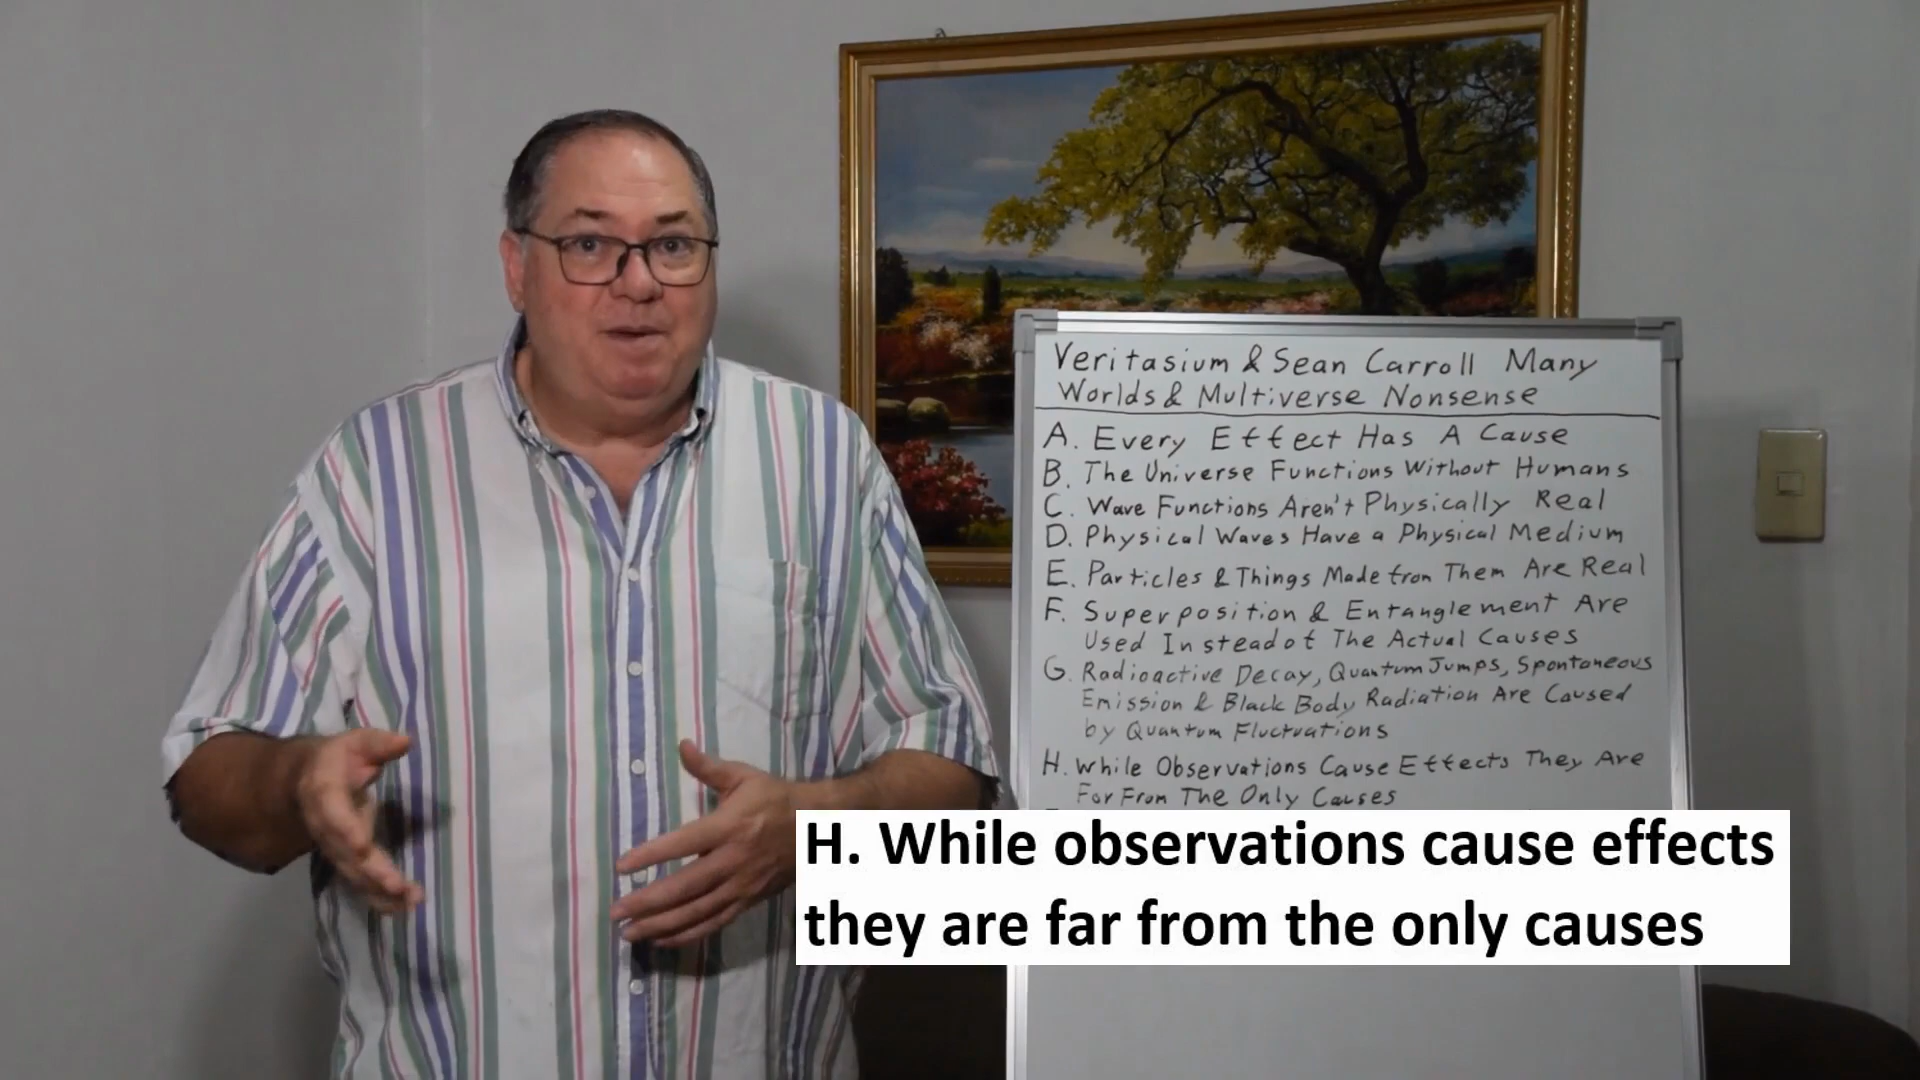 Veritasium & Sean Carroll Many
Worlds & Multiverse Nonsense
A. Every Effect Has A Cause
B. The Universe Functions Without Humans
C. Wave Functions Aren't Physically Real
D. Physical Waves Have a Physical Medium
E. Particles & Things Made from Them Are Real
F. Superposition & Entanglement Are
Used Instead of The Actual Causes
G. Radioactive Decay, Quantum Jumps, Spontaneous
Emission & Black Body Radiation Are Caused
by Quantum Fluctuations
H. While Observations Cause Effects They Are
Far From The Only Causes
H. While observations cause effects
they are far from the only causes